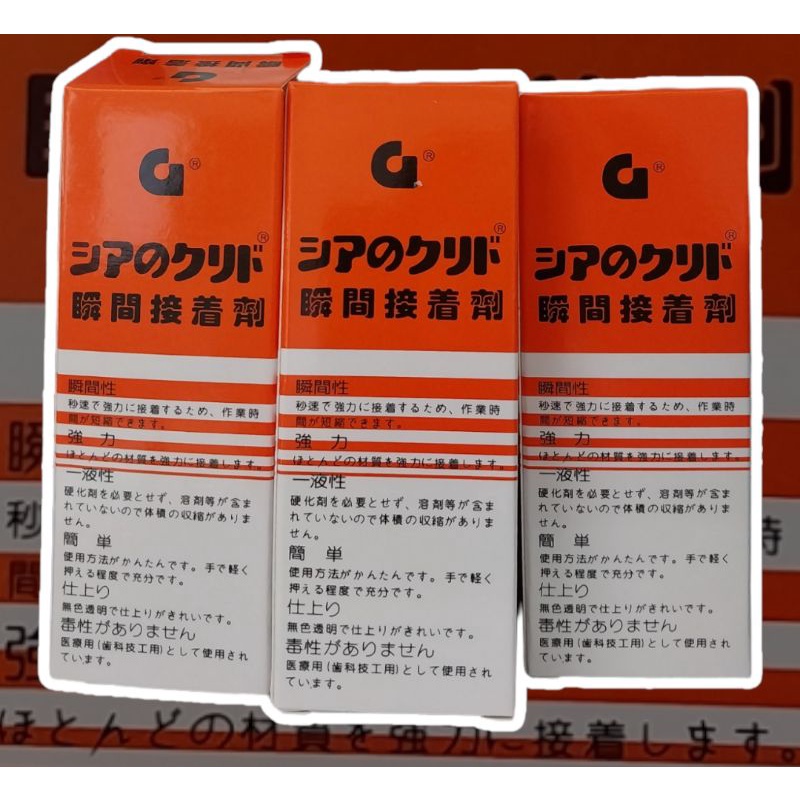 G®
シアのクリド®
瞬間接着剤
瞬間性
秒速で強力に接着するため、作業時
間が短縮できます。
強力
ほとんどの材質を強力に接着します。
一液性
硬化剤を必要とせず、溶剤等が含ま
れていないので体積の収縮がありま
せん。
簡単
使用方法がかんたんです。手で軽く
押える程度で充分です。
仕上り
無色透明で仕上りがきれいです。
毒性がありません
医療用(歯科技工用)として使用され
ています。
G®
シアのクリド®
瞬間接着剤
瞬間性
秒速で強力に接着するため、作業時
間が短縮できます。
強力
ほとんどの材質を強力に接着します。
一液性
硬化剤を必要とせず、溶剤等が含ま
れていないので体積の収縮がありま
せん。
簡単
使用方法がかんたんです。手で軽く
押える程度で充分です。
仕上り
無色透明で仕上りがきれいです。
毒性がありません
医療用(歯科技工用)として使用され
ています。
G®
シアのクリド®
瞬間接着剤
瞬間性
秒速で強力に接着するため、作業時
間が短縮できます。
強力
ほとんどの材質を強力に接着します。
一液性
硬化剤を必要とせず、溶剤等が含ま
れていないので体積の収縮がありま
せん。
簡単
使用方法がかんたんです。手で軽く
押える程度で充分です。
仕上り
無色透明で仕上りがきれいです。
毒性がありません
医療用(歯科技工用)として使用され
ています。
ほとんどの材質を強力に接着します。